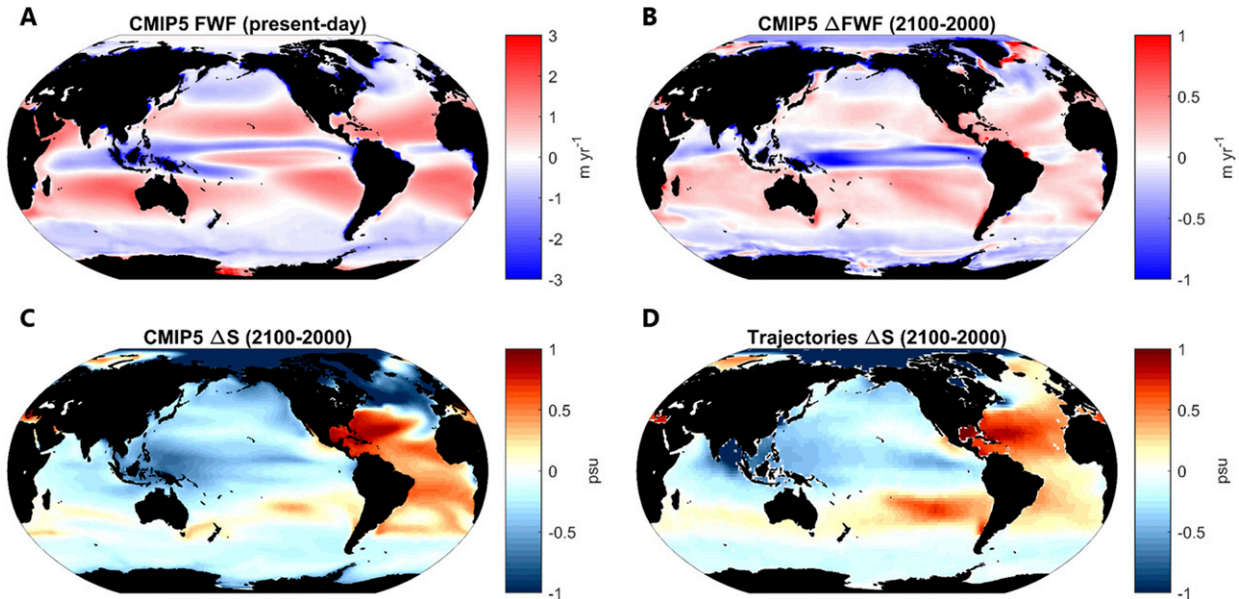 A
CMIP5 FWF (present-day)
3
2
1
0
-1
-2
-3
m yr-1
B
CMIP5 ΔFWF (2100-2000)
1
0.5
0
-0.5
-1
m yr-1
C
CMIP5 ΔS (2100-2000)
1
0.5
0
-0.5
-1
psu
D
Trajectories ΔS (2100-2000)
1
0.5
0
-0.5
-1
psu